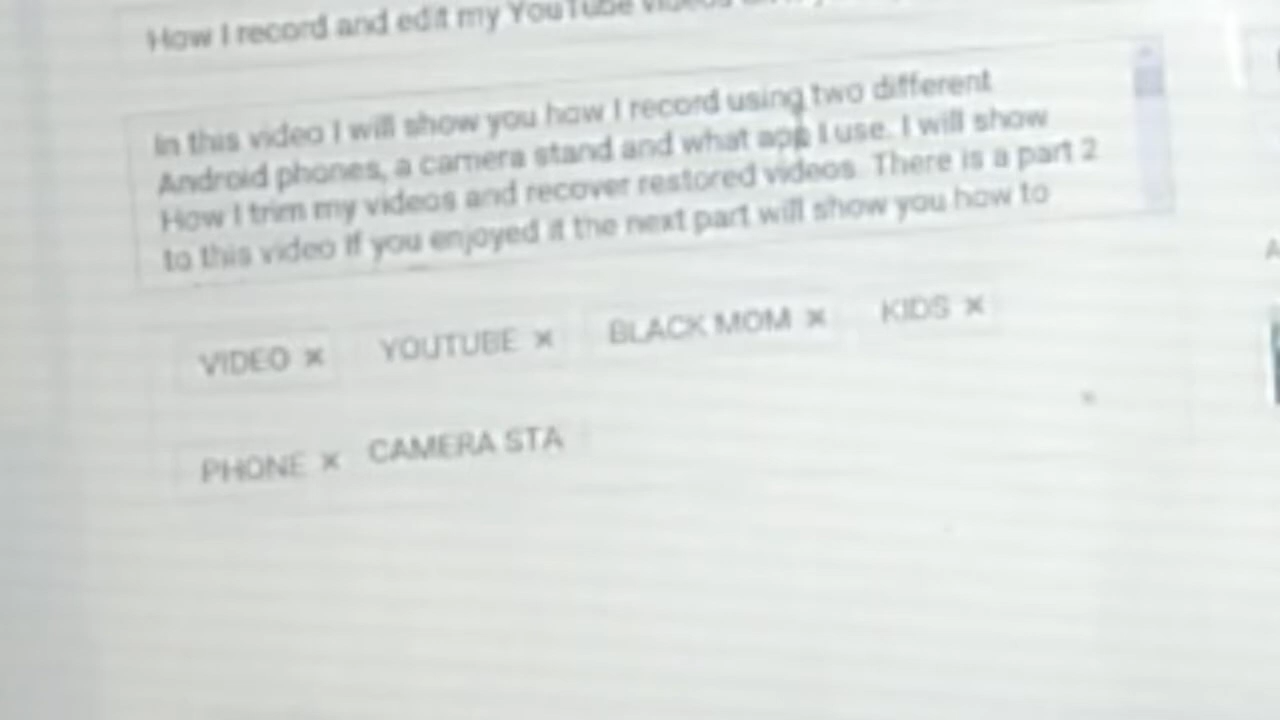 How I record and edit my YouTube videos
In this video I will show you how I record using two different
Android phones, a camera stand and what app I use. I will show
How I trim my videos and recover restored videos. There is a part 2
to this video If you enjoyed it the next part will show you how to
VIDEO × YOUTUBE × BLACK MOM × KIDS ×
PHONE × CAMERA STA